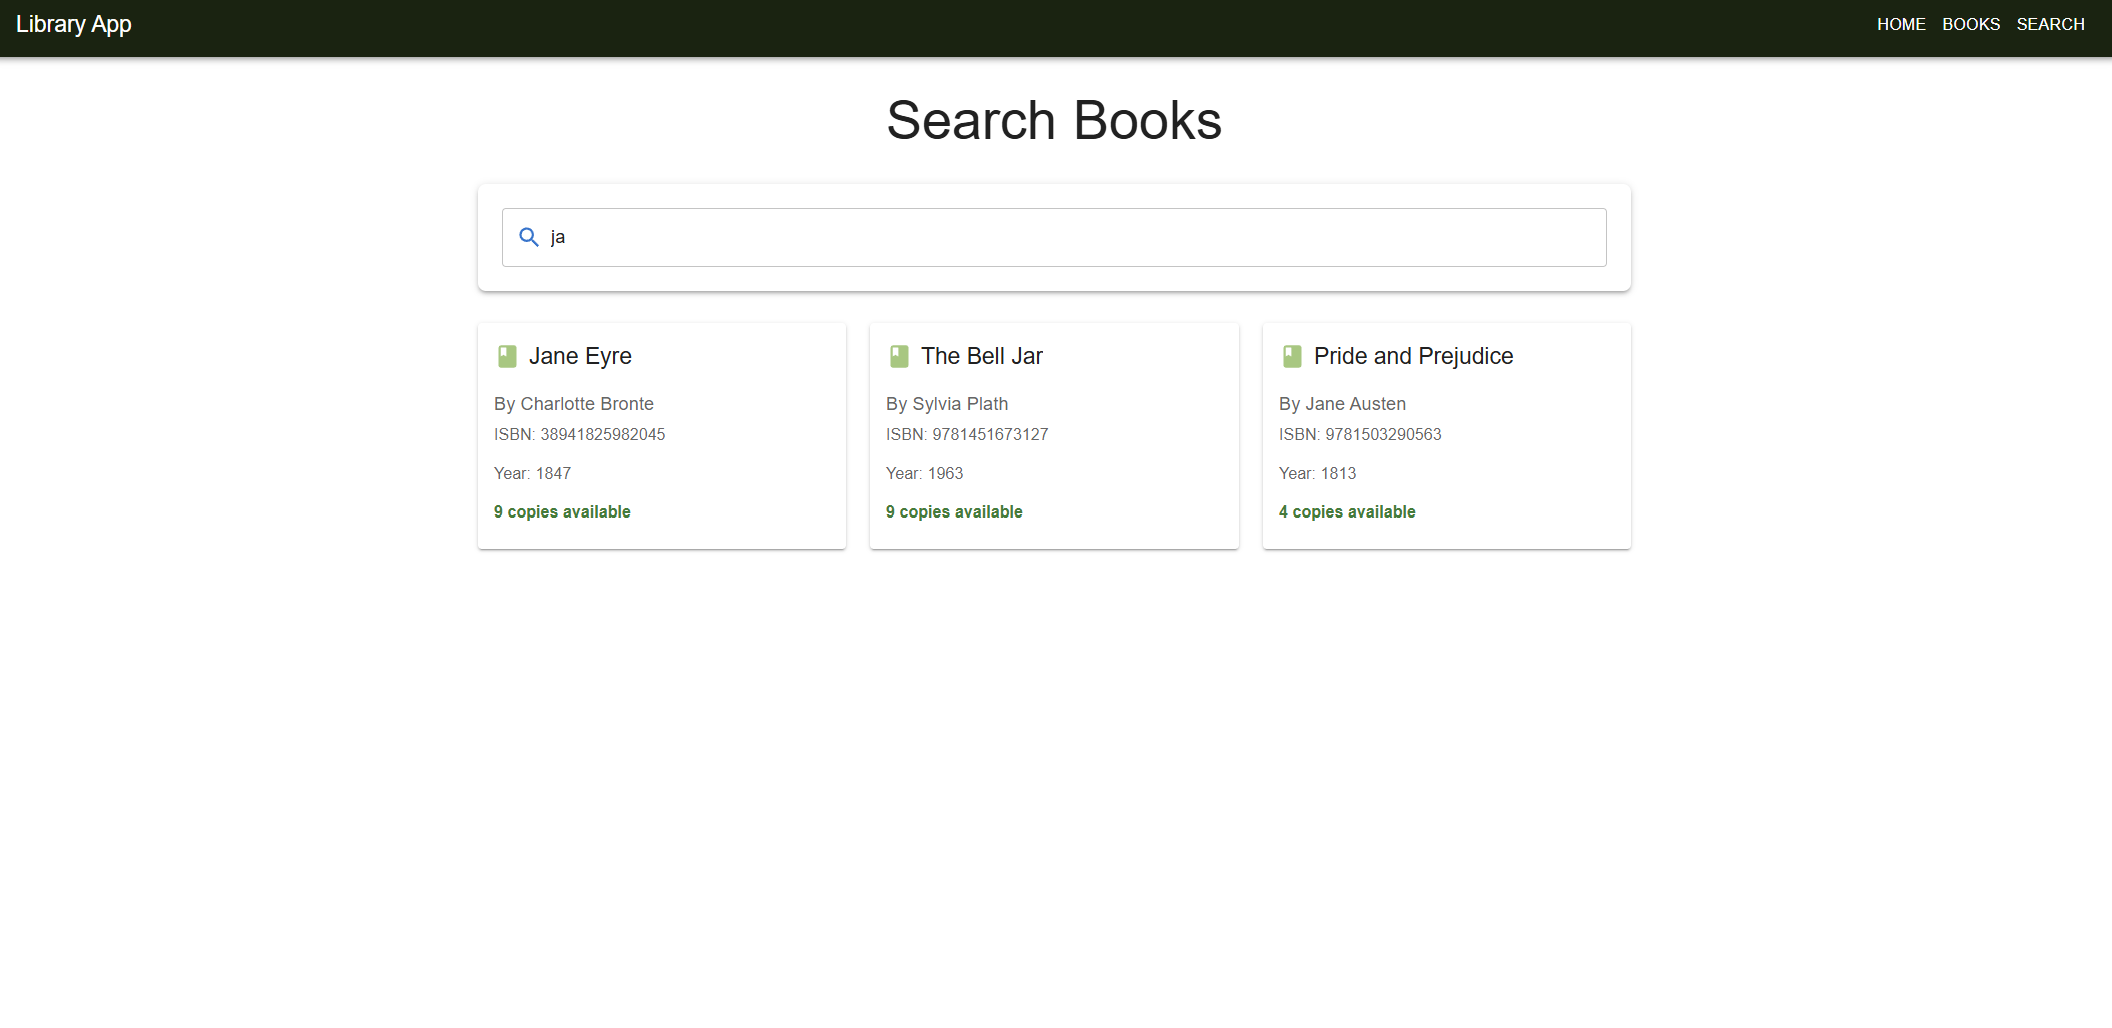 Library App
HOME BOOKS SEARCH
Search Books
ja
Jane Eyre
By Charlotte Bronte
ISBN: 38941825982045
Year: 1847
9 copies available
The Bell Jar
By Sylvia Plath
ISBN: 9781451673127
Year: 1963
9 copies available
Pride and Prejudice
By Jane Austen
ISBN: 9781503290563
Year: 1813
4 copies available